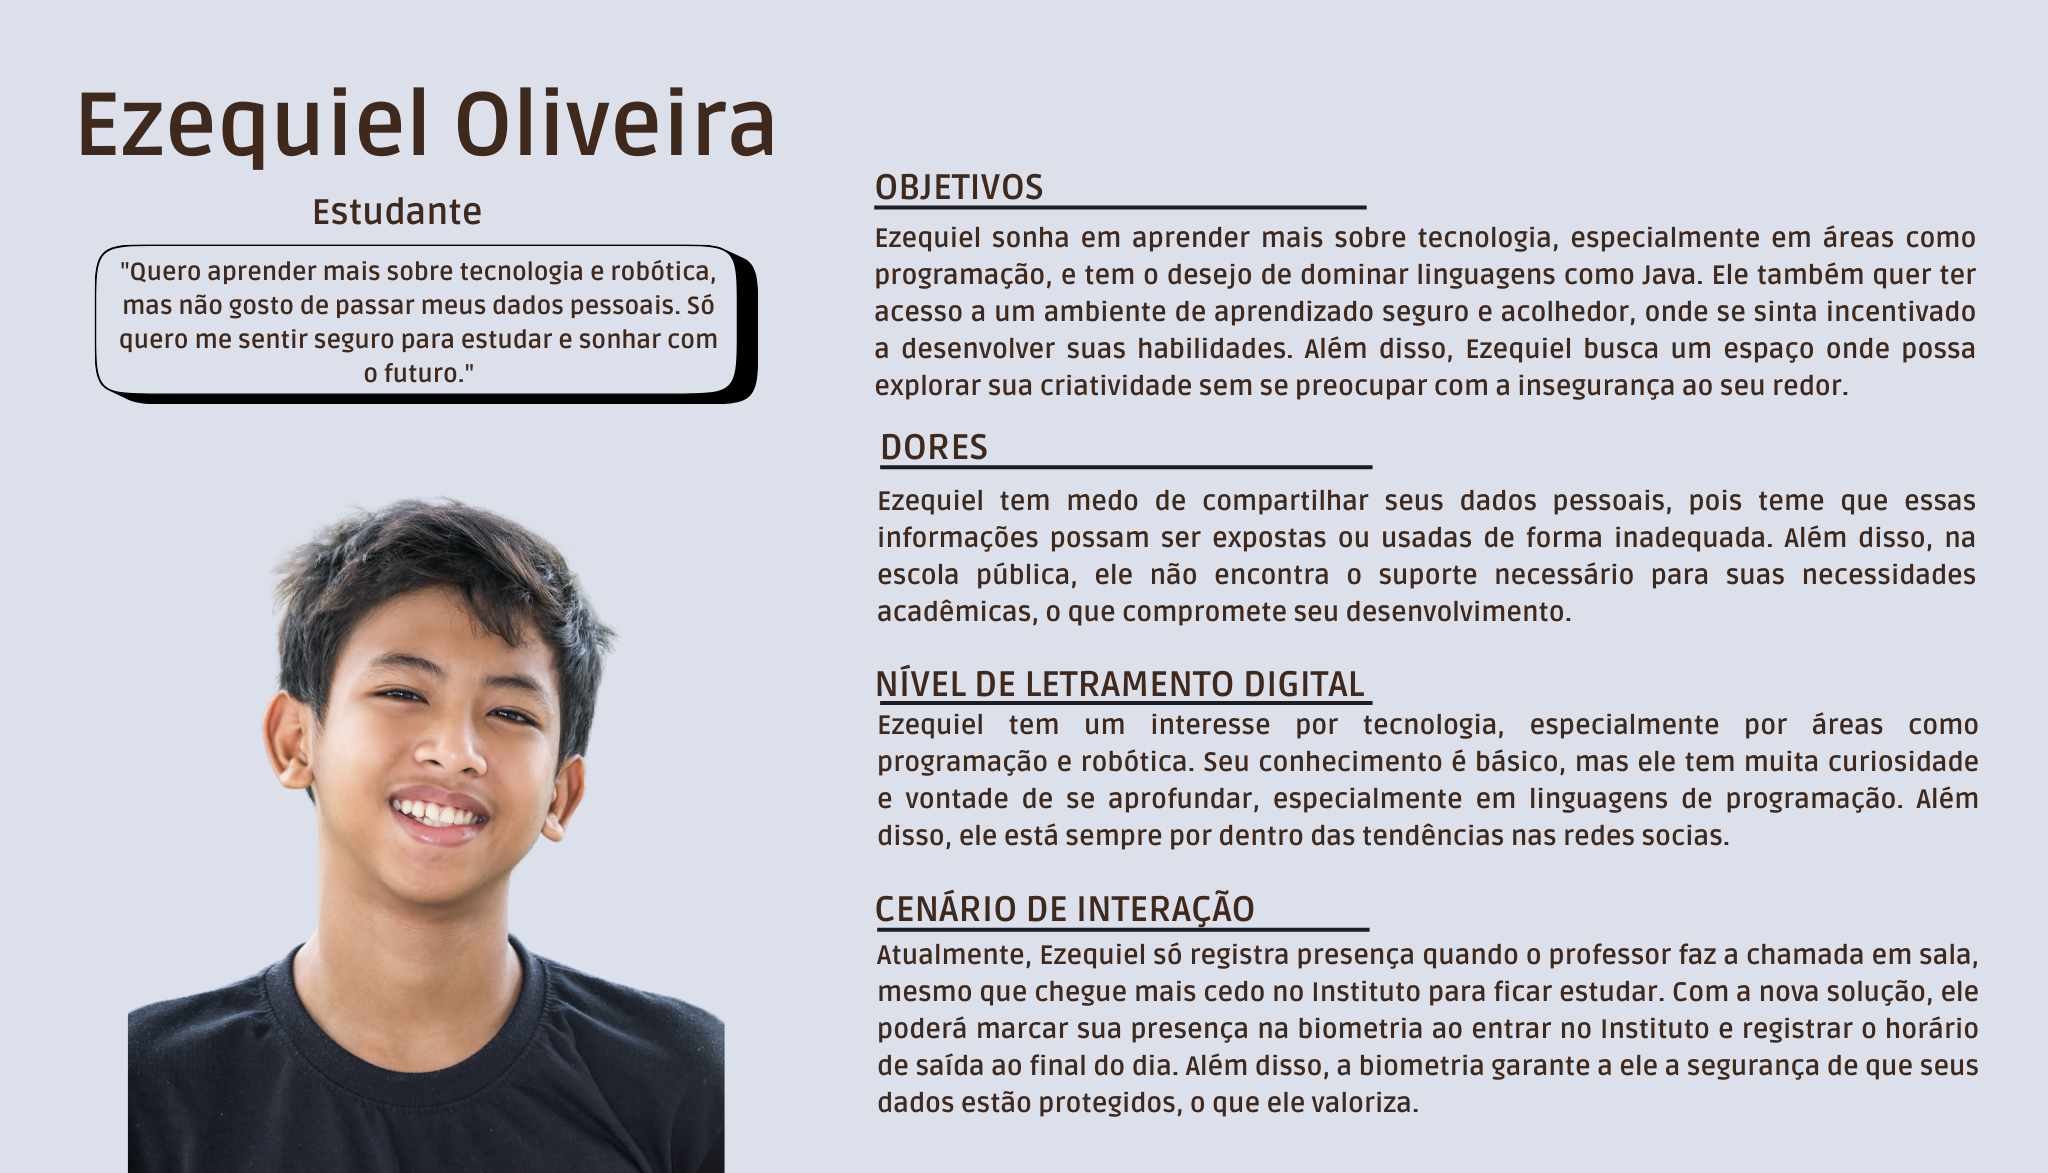 Ezequiel Oliveira
Estudante
"Quero aprender mais sobre tecnologia e robótica,
mas não gosto de passar meus dados pessoais. Só
quero me sentir seguro para estudar e sonhar com
o futuro."
OBJETIVOS
Ezequiel sonha em aprender mais sobre tecnologia, especialmente em áreas como
programação, e tem o desejo de dominar linguagens como Java. Ele também quer ter
acesso a um ambiente de aprendizado seguro e acolhedor, onde se sinta incentivado
a desenvolver suas habilidades. Além disso, Ezequiel busca um espaço onde possa
explorar sua criatividade sem se preocupar com a insegurança ao seu redor.
DORES
Ezequiel tem medo de compartilhar seus dados pessoais, pois teme que essas
informações possam ser expostas ou usadas de forma inadequada. Além disso, na
escola pública, ele não encontra o suporte necessário para suas necessidades
acadêmicas, o que compromete seu desenvolvimento.
NÍVEL DE LETRAMENTO DIGITAL
Ezequiel tem um interesse por tecnologia, especialmente por áreas como
programação e robótica. Seu conhecimento é básico, mas ele tem muita curiosidade
e vontade de se aprofundar, especialmente em linguagens de programação. Além
disso, ele está sempre por dentro das tendências nas redes socias.
CENÁRIO DE INTERAÇÃO
Atualmente, Ezequiel só registra presença quando o professor faz a chamada em sala,
mesmo que chegue mais cedo no Instituto para ficar estudar. Com a nova solução, ele
poderá marcar sua presença na biometria ao entrar no Instituto e registrar o horário
de saída ao final do dia. Além disso, a biometria garante a ele a segurança de que seus
dados estão protegidos, o que ele valoriza.